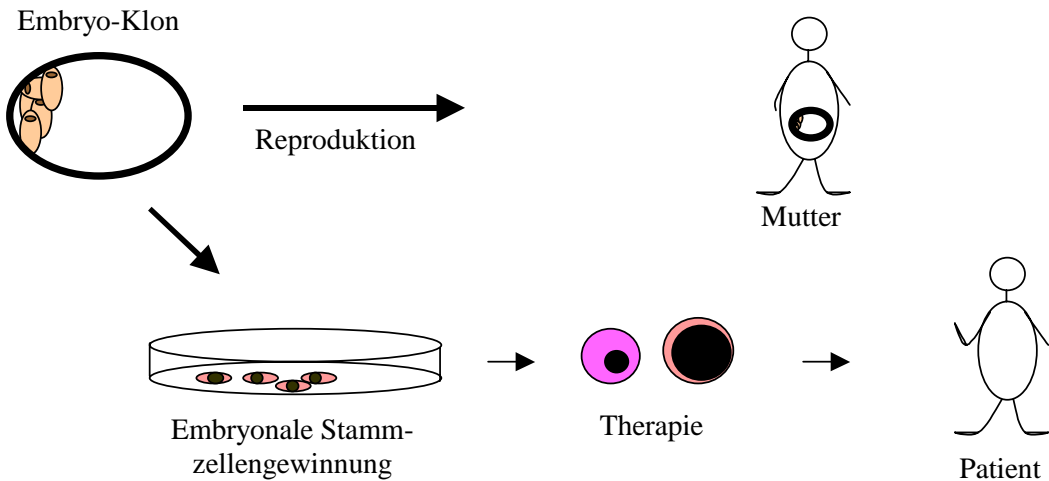 Embryo-Klon
Reproduktion
Mutter
Embryonale Stamm-
zellengewinnung
Therapie
Patient